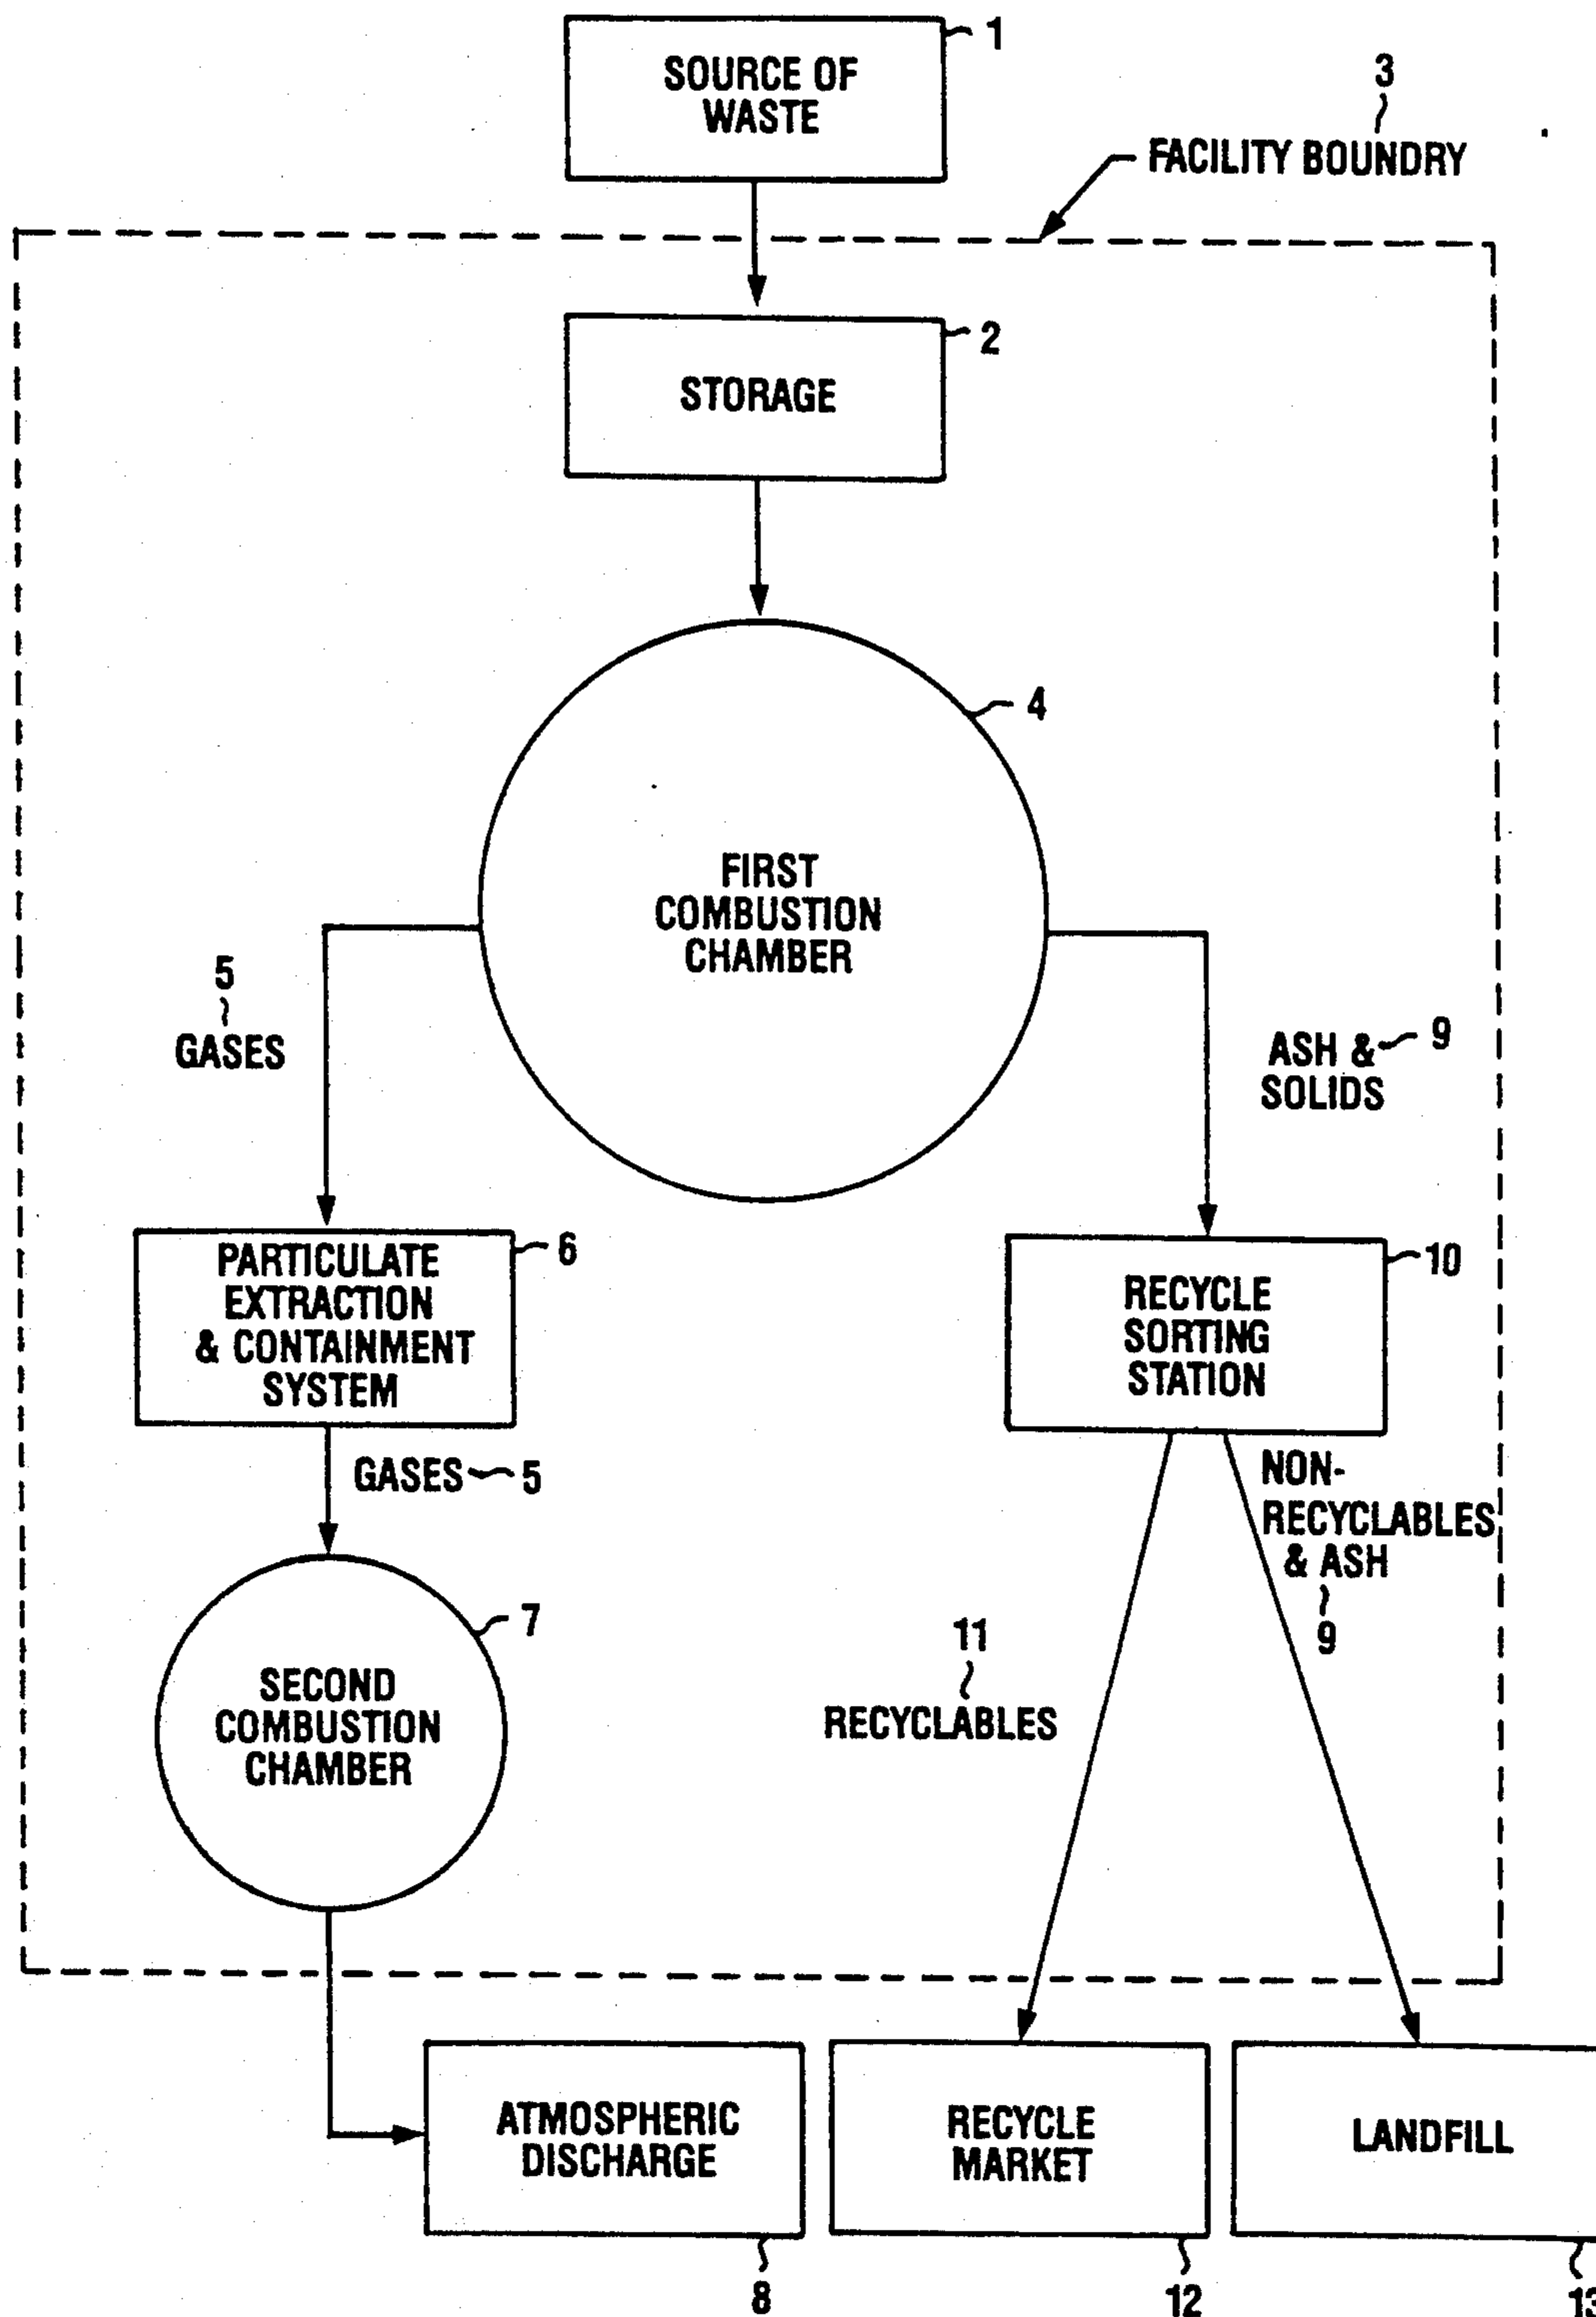 1
SOURCE OF
WASTE
3
FACILITY BOUNDRY
2
STORAGE
4
FIRST
COMBUSTION
CHAMBER
5
GASES
ASH & 9
SOLIDS
6
PARTICULATE
EXTRACTION
& CONTAINMENT
SYSTEM
10
RECYCLE
SORTING
STATION
GASES 5
NON-
RECYCLABLES
& ASH
9
7
SECOND
COMBUSTION
CHAMBER
11
RECYCLABLES
ATMOSPHERIC
DISCHARGE
RECYCLE
MARKET
LANDFILL
8
12
13